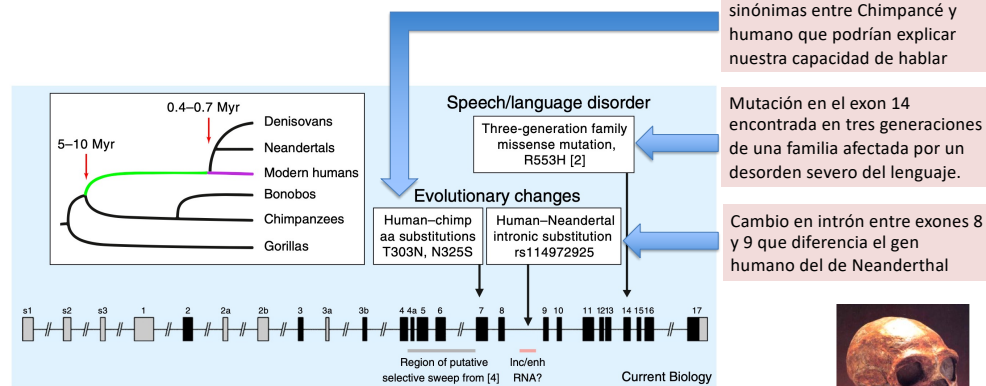 sinónimas entre Chimpancé y
humano que podrían explicar
nuestra capacidad de hablar
Mutación en el exon 14
encontrada en tres generaciones
de una familia afectada por un
desorden severo del lenguaje.
Cambio en intrón entre exones 8
y 9 que diferencia el gen
humano del de Neanderthal
0.4–0.7 Myr
5–10 Myr
Denisovans
Neandertals
Modern humans
Bonobos
Chimpanzees
Gorillas
Speech/language disorder
Three-generation family
missense mutation,
R553H [2]
Evolutionary changes
Human–chimp
aa substitutions
T303N, N325S
Human–Neandertal
intronic substitution
rs114972925
s1 s2 s3 1 2 2a 2b 3 3a 3b 4 4a 5 6 7 8 9 10 11 12 13 14 15 16 17
Region of putative
selective sweep from [4]
lnc/enh
RNA?
Current Biology